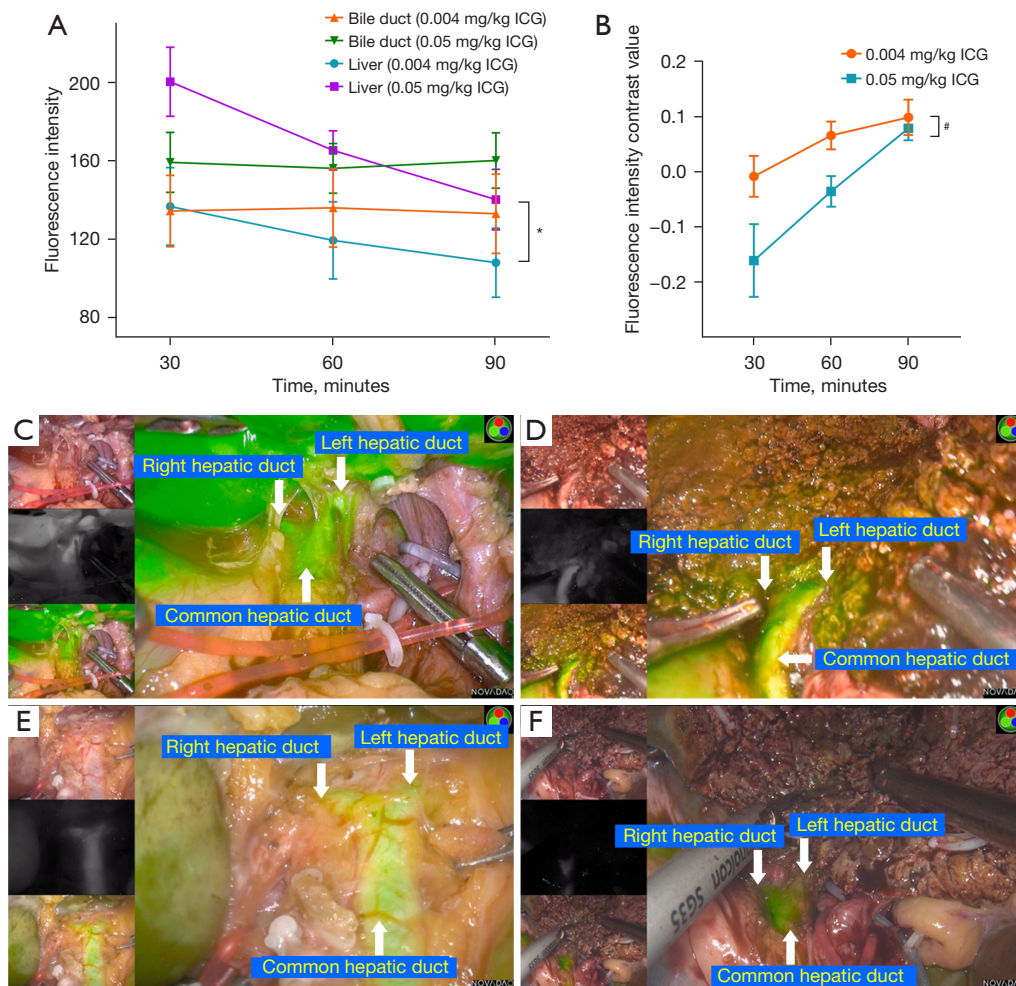 A
Bile duct (0.004 mg/kg ICG)
Bile duct (0.05 mg/kg ICG)
Liver (0.004 mg/kg ICG)
Liver (0.05 mg/kg ICG)
Fluorescence intensity
200
160
120
80
*
30
60
90
Time, minutes
B
0.004 mg/kg ICG
0.05 mg/kg ICG
Fluorescence intensity contrast value
0.2
0.1
0.0
−0.1
−0.2
#
30
60
90
Time, minutes
C
Left hepatic duct
Right hepatic duct
Common hepatic duct
NOVADAQ
D
Right hepatic duct
Left hepatic duct
Common hepatic duct
NOVADAQ
E
Right hepatic duct
Left hepatic duct
Common hepatic duct
NOVADAQ
F
Right hepatic duct
Left hepatic duct
SG35
Common hepatic duct
NOVADAQ